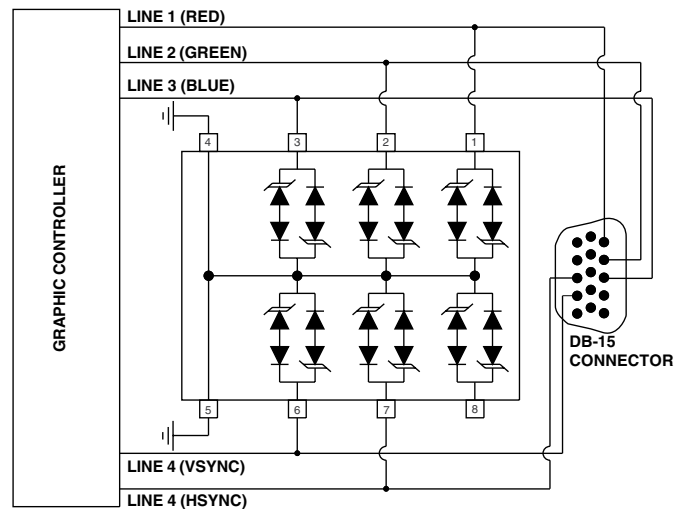 LINE 1 (RED)
LINE 2 (GREEN)
LINE 3 (BLUE)
GRAPHIC CONTROLLER
4
3
2
1
DB-15
CONNECTOR
5
6
7
8
LINE 4 (VSYNC)
LINE 4 (HSYNC)